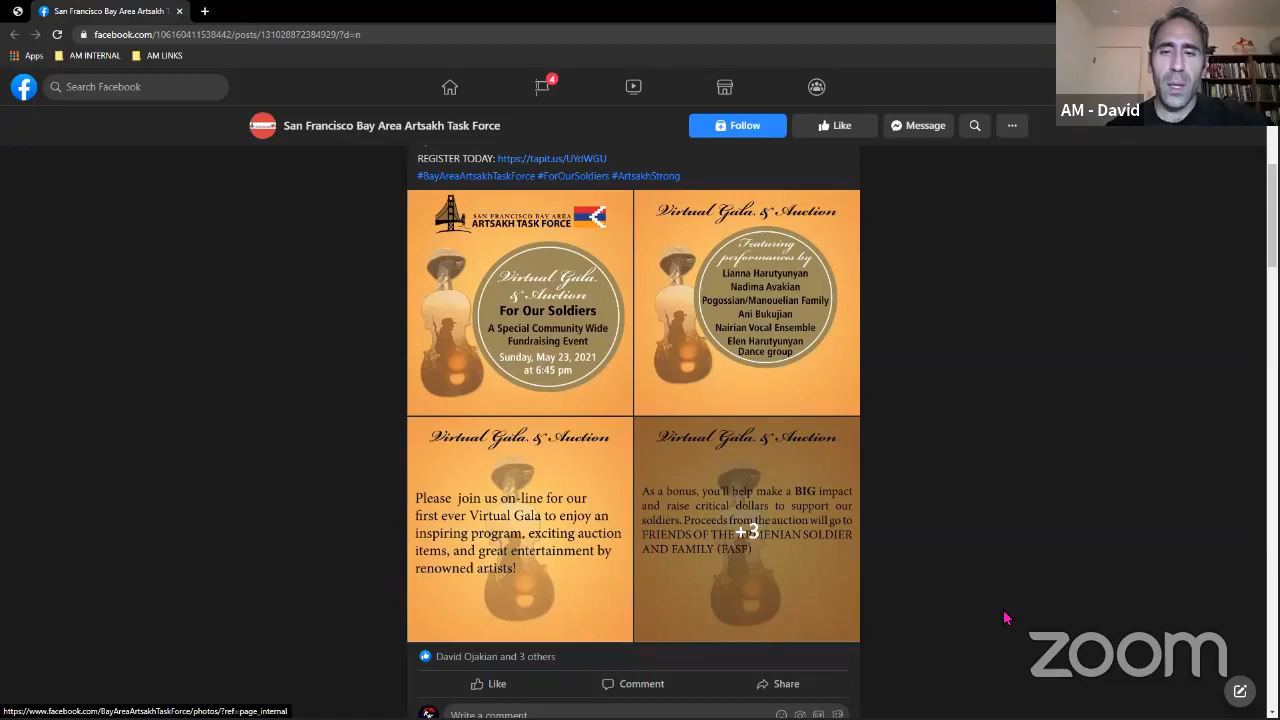 San Francisco Bay Area Artsakh T
facebook.com/106160411538442/posts/131028872384929/?d=n
Apps
AM INTERNAL
AM LINKS
Search Facebook
4
AM - David
San Francisco Bay Area Artsakh Task Force
Follow
Like
Message
REGISTER TODAY: https://tapit.us/UYdWGU
#BayAreaArtsakhTaskForce #ForOurSoldiers #ArtsakhStrong
SAN FRANCISCO BAY AREA
ARTSAKH TASK FORCE
Virtual Gala.
& Auction
For Our Soldiers
A Special Community Wide
Fundraising Event
Sunday, May 23, 2021
at 6:45 pm
Virtual Gala. & Auction
Featuring
performances by
Lianna Harutyunyan
Nadima Avakian
Pogossian/Manouelian Family
Ani Bukujian
Nairian Vocal Ensemble
Elen Harutyunyan
Dance group
Virtual Gala. & Auction
Please join us on-line for our
first ever Virtual Gala to enjoy an
inspiring program, exciting auction
items, and great entertainment by
renowned artists!
Virtual Gala. & Auction
As a bonus, you'll help make a BIG impact
and raise critical dollars to support our
soldiers. Proceeds from the auction will go to
FRIENDS OF THE ARMENIAN SOLDIER
AND FAMILY (FASF)
+3
David Ojakian and 3 others
Like
Comment
Share
Write a comment...
https://www.facebook.com/BayAreaArtsakhTaskForce/photos/?ref=page_internal
zoom